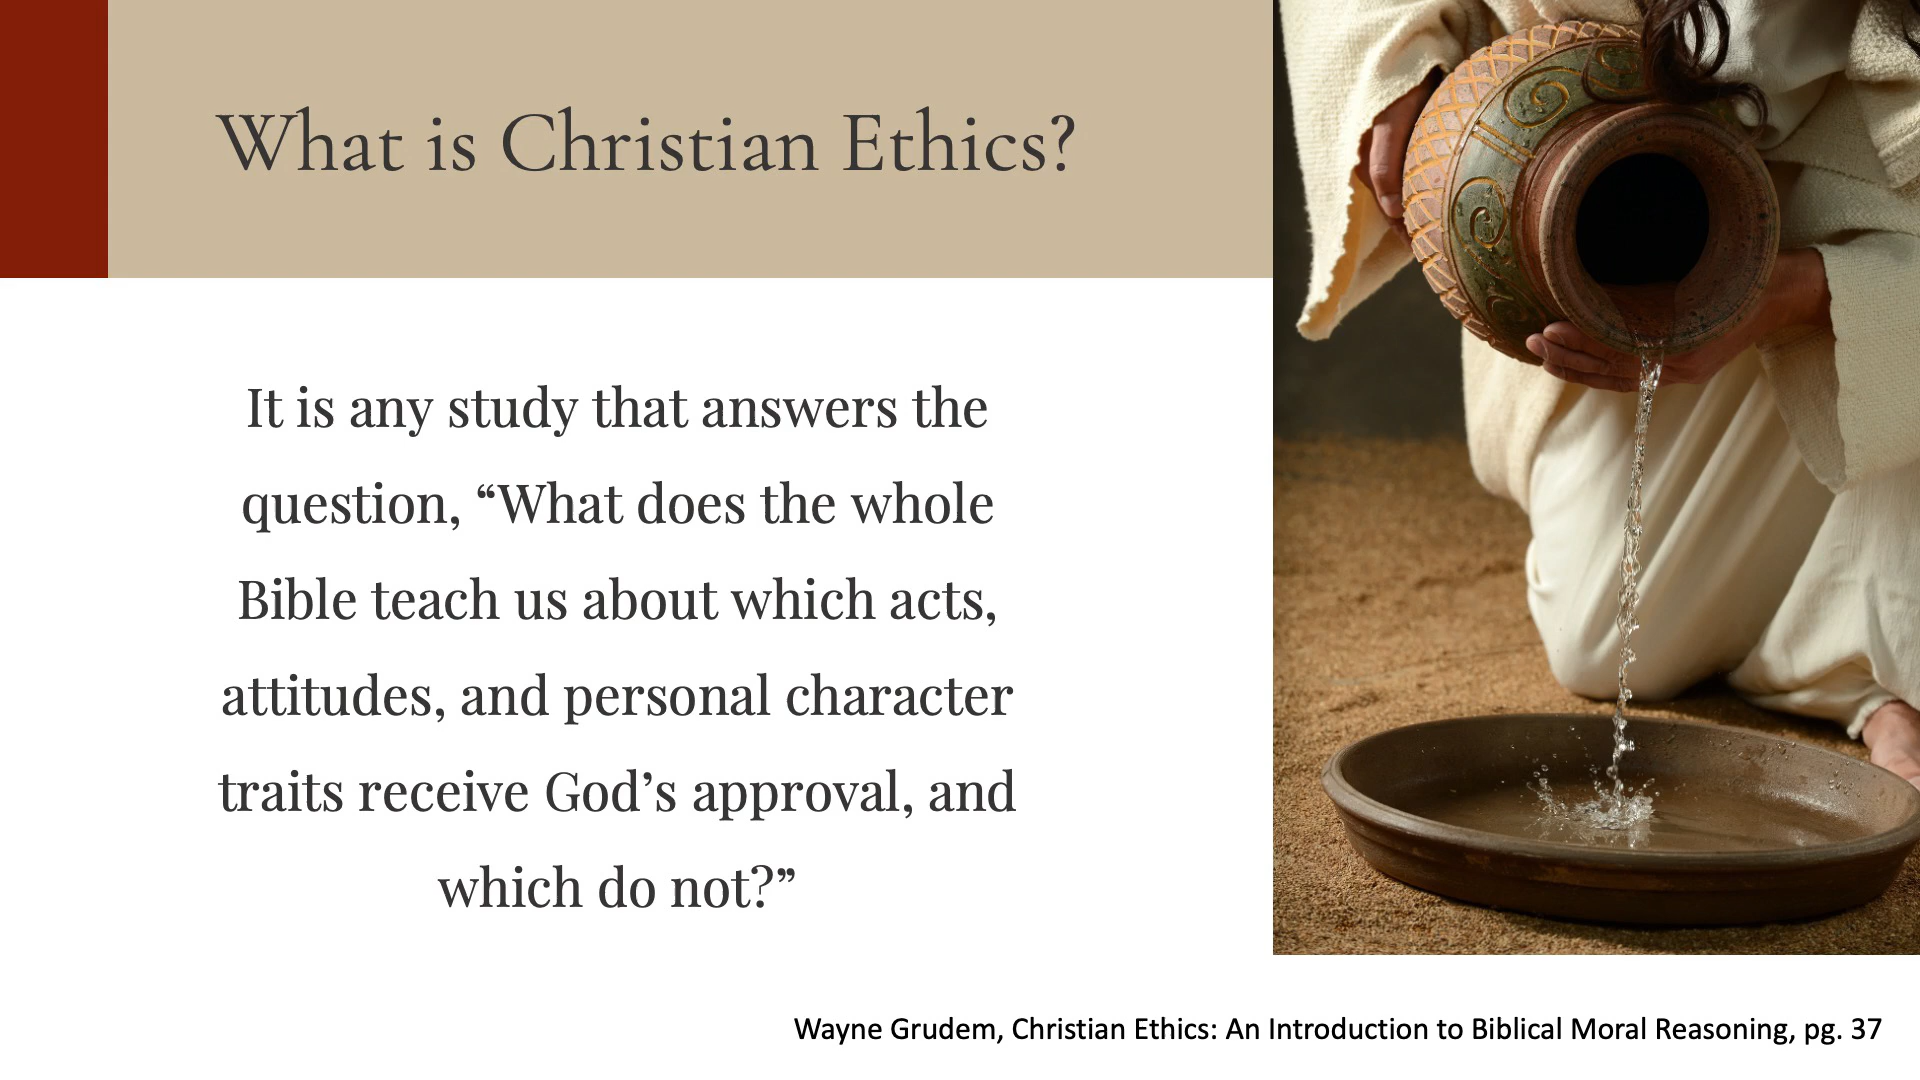 What is Christian Ethics?
It is any study that answers the
question, “What does the whole
Bible teach us about which acts,
attitudes, and personal character
traits receive God’s approval, and
which do not?”
Wayne Grudem, Christian Ethics: An Introduction to Biblical Moral Reasoning, pg. 37